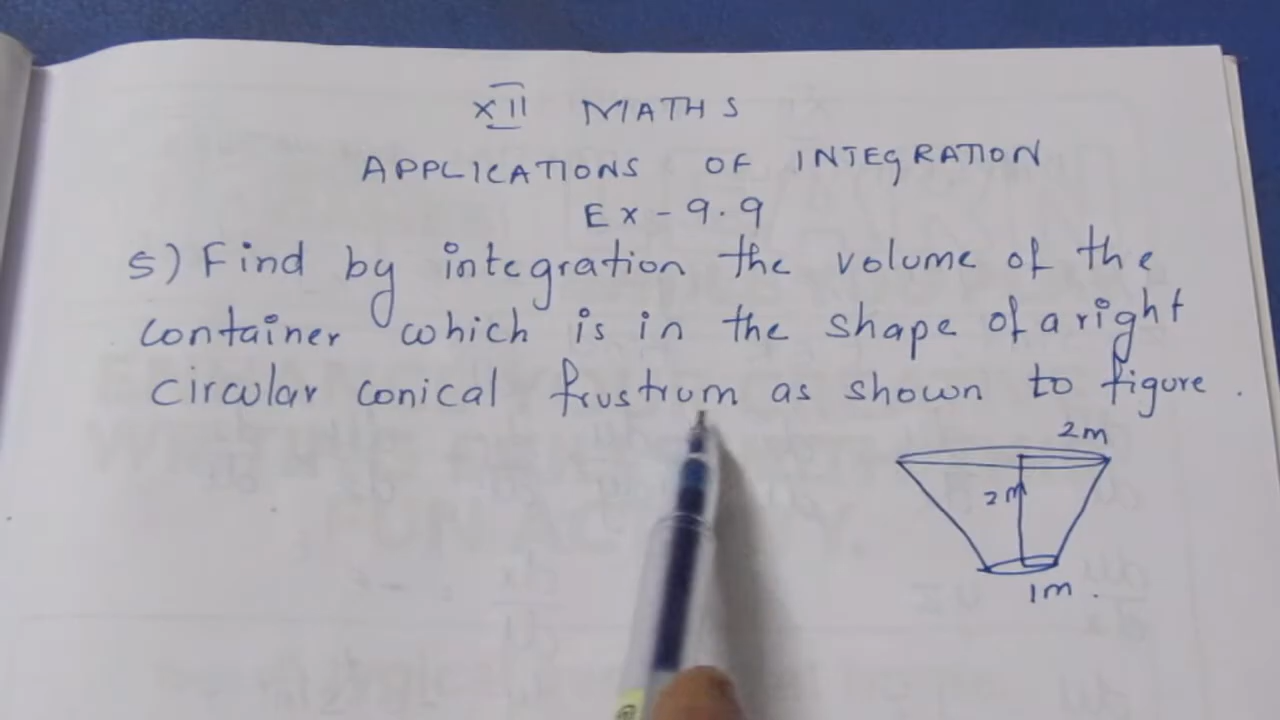 XII MATHS
APPLICATIONS OF INTEGRATION
Ex - 9.9
5) Find by integration the volume of the
container which is in the shape of a right
circular conical frustrum as shown to figure.
2m
2m
1m.